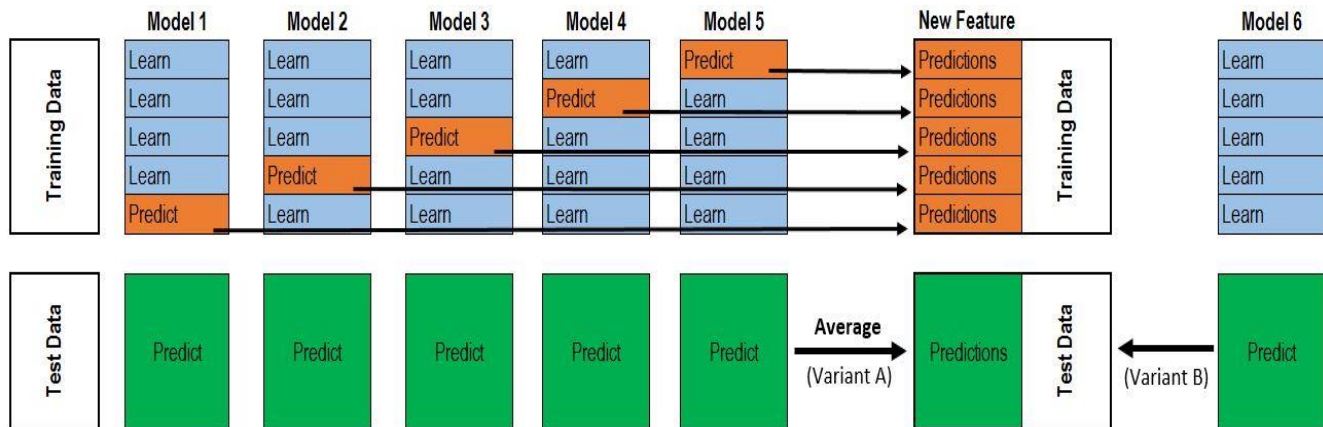 Model 1 Model 2 Model 3 Model 4 Model 5 New Feature Model 6
Training Data
Learn Learn Learn Learn Predict Predictions Learn
Learn Learn Learn Predict Learn Predictions Learn
Learn Learn Predict Learn Learn Predictions Learn
Learn Predict Learn Learn Learn Predictions Learn
Predict Learn Learn Learn Learn Predictions Learn
Training Data
Test Data
Predict Predict Predict Predict Predict
Average
(Variant A)
Predictions
Test Data
(Variant B)
Predict